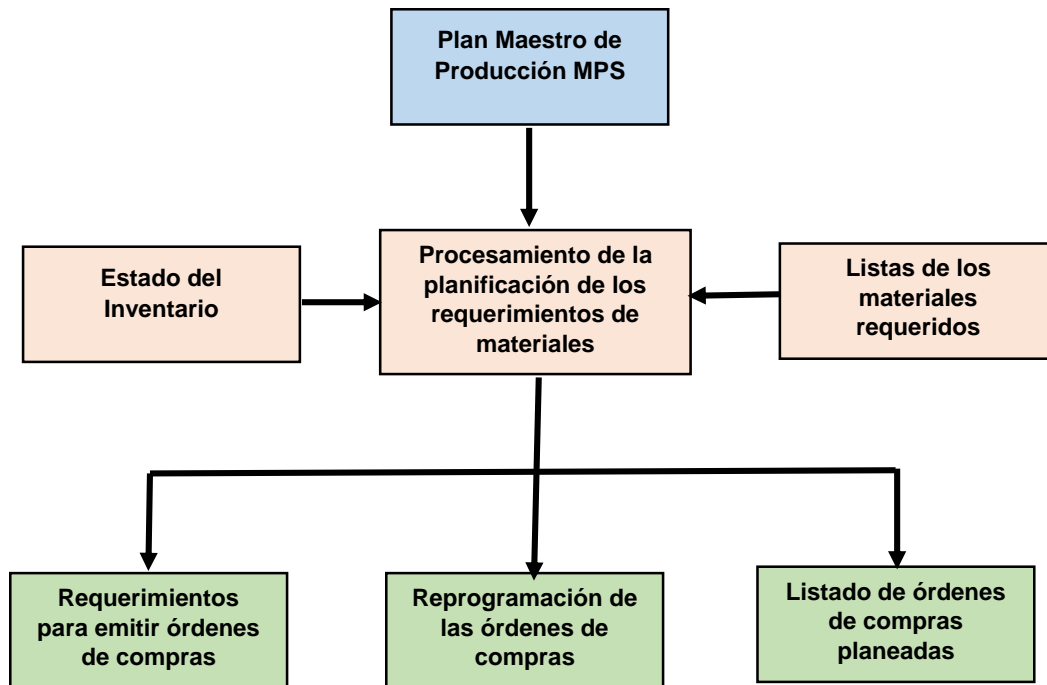 Plan Maestro de
Producción MPS
Estado del
Inventario
Procesamiento de la
planificación de los
requerimientos de
materiales
Listas de los
materiales
requeridos
Requerimientos
para emitir órdenes
de compras
Reprogramación de
las órdenes de
compras
Listado de órdenes
de compras
planeadas